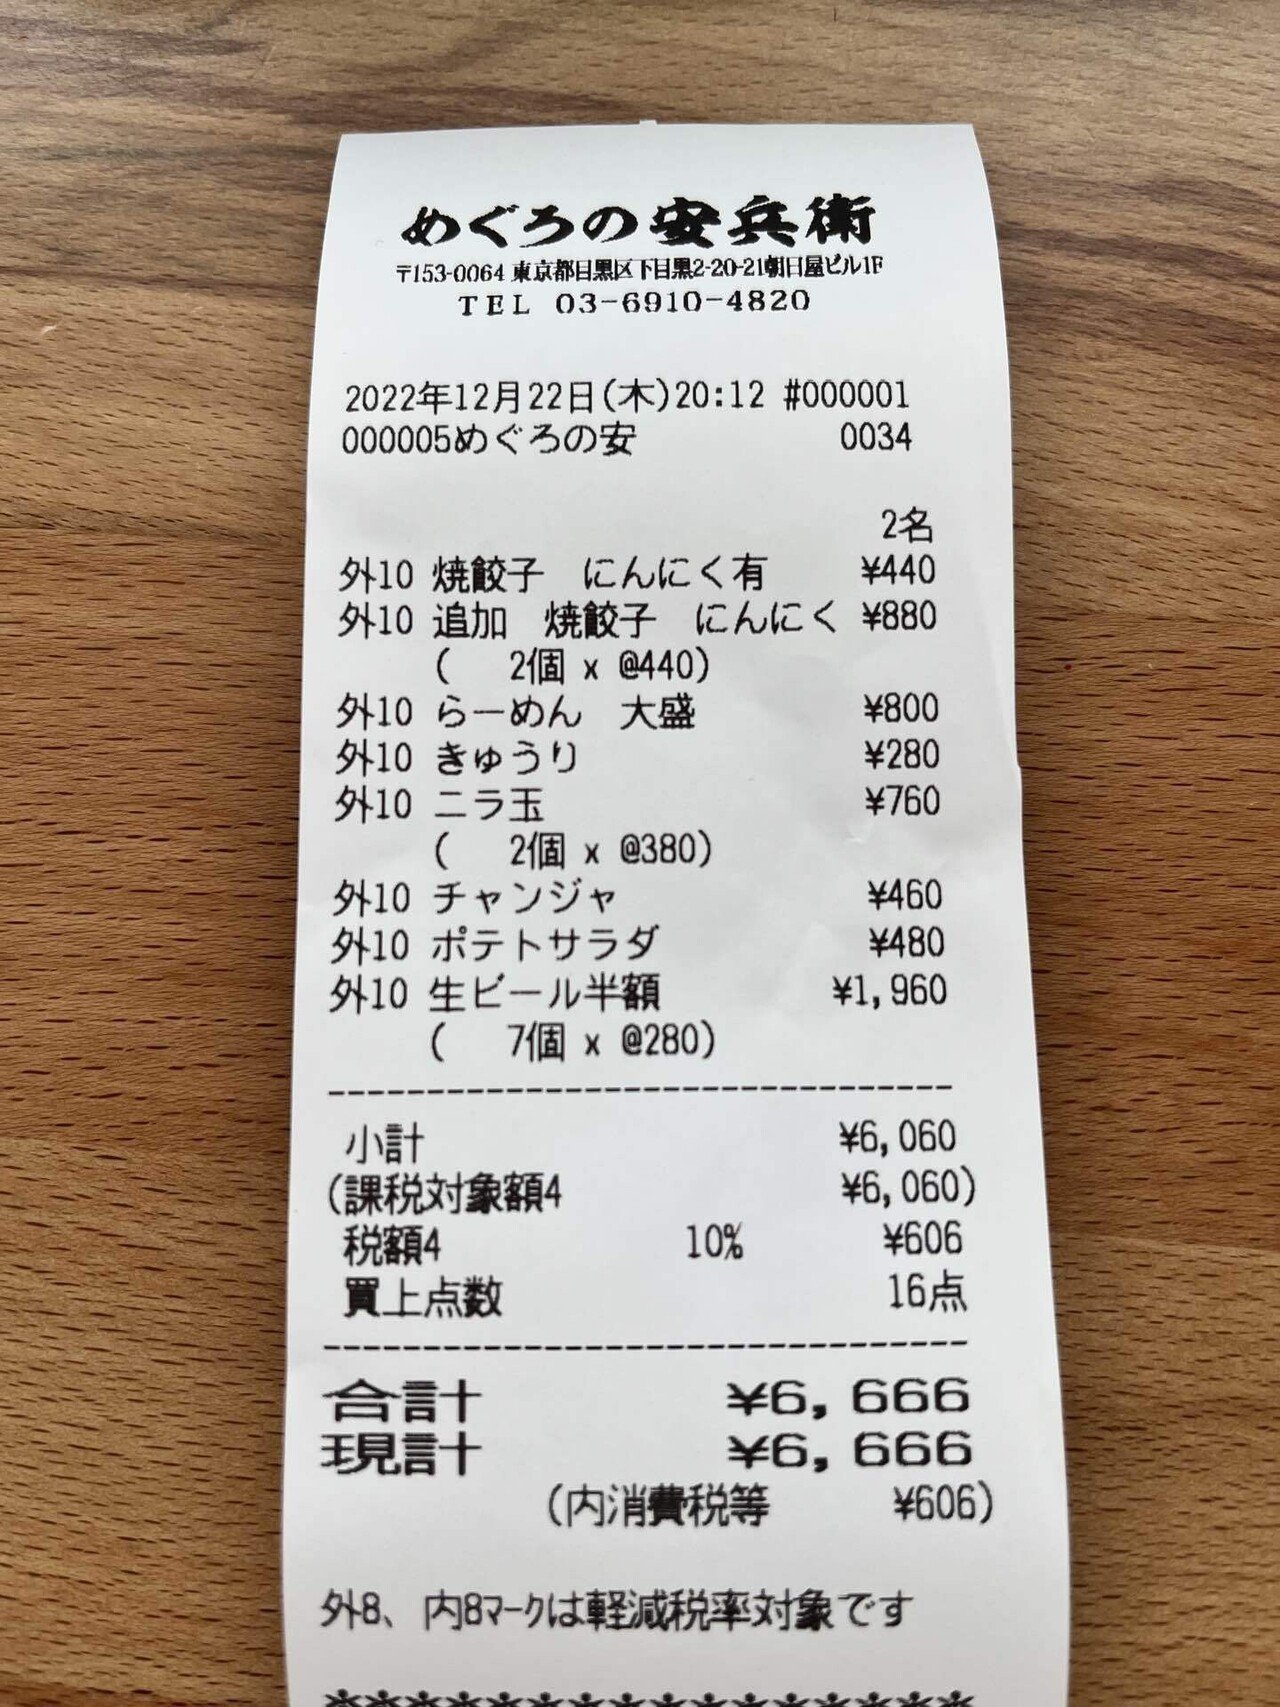 めぐろの安兵衛
〒153-0064 東京都目黒区下目黒2-20-21朝日屋ビル1F
TEL 03-6910-4820
2022年12月22日(木)20:12 #000001
000005めぐろの安 0034
2名
外10 焼餃子 にんにく有 ¥440
外10 追加 焼餃子 にんにく ¥880
( 2個 x @440)
外10 らーめん 大盛 ¥800
外10 きゅうり ¥280
外10 ニラ玉 ¥760
( 2個 x @380)
外10 チャンジャ ¥460
外10 ポテトサラダ ¥480
外10 生ビール半額 ¥1,960
( 7個 x @280)
--------------------------------
小計 ¥6,060
(課税対象額4 ¥6,060)
税額4 10% ¥606
買上点数 16点
--------------------------------
合計 ¥6,666
現計 ¥6,666
(内消費税等 ¥606)
外8、内8マークは軽減税率対象です
****************